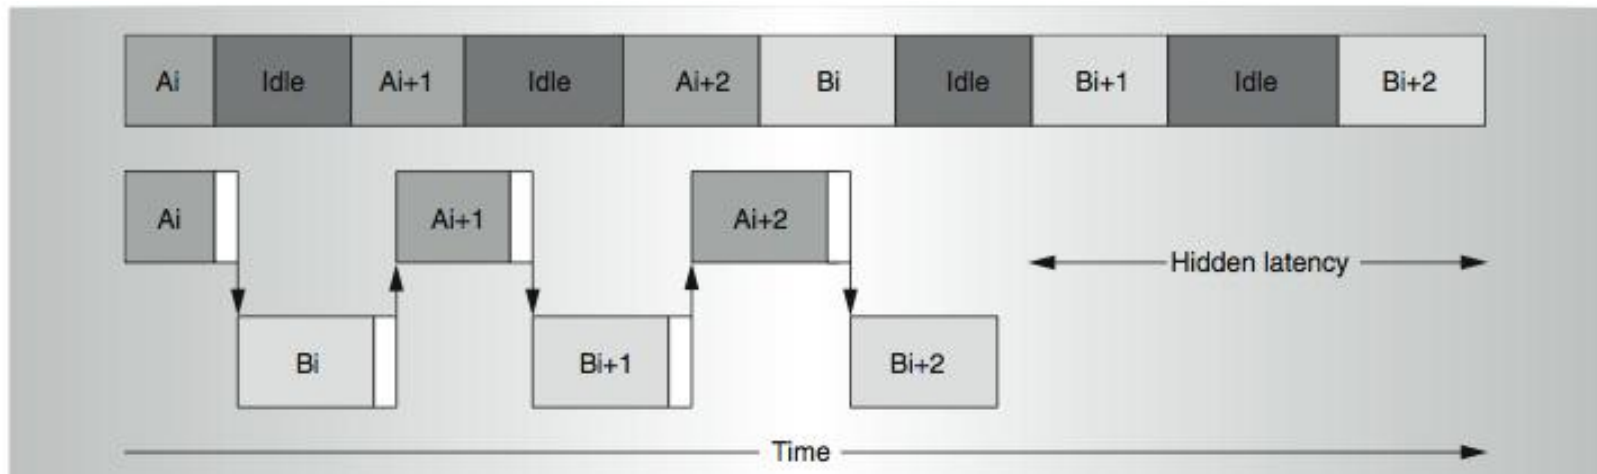 Ai Idle Ai+1 Idle Ai+2 Bi Idle Bi+1 Idle Bi+2
Ai Ai+1 Ai+2
Hidden latency
Bi Bi+1 Bi+2
Time